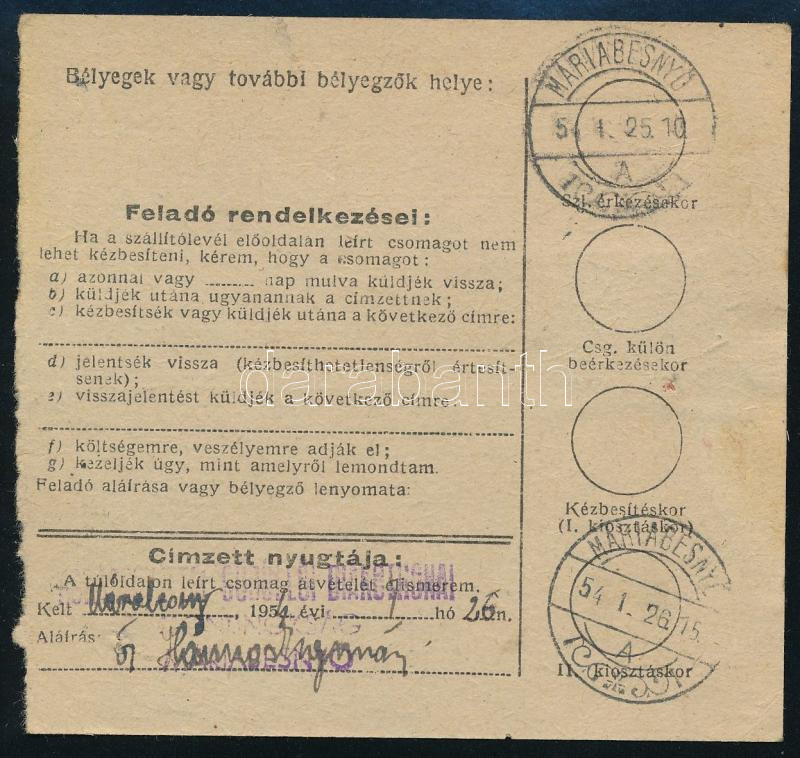 Bélyegek vagy további bélyegzők helye:
MÁRIABESNYŐ
54 1. 25. 10
A
Szl. érkezésekor
Feladó rendelkezései:
Ha a szállítólevél előoldalán leírt csomagot nem
lehet kézbesíteni, kérem, hogy a csomagot:
a) azonnal vagy ......... nap mulva küldjék vissza;
b) küldjék utána ugyanannak a címzettnek;
c) kézbesítsék vagy küldjék utána a következő címre:
Csg. külön
beérkezésekor
d) jelentsék vissza (kézbesíthetetlenségről értesít-
senek);
e) visszajelentést küldjék a következő címre:
darabanth
f) költségemre, veszélyemre adják el;
g) kezeljék úgy, mint amelyről lemondtam.
Feladó aláírása vagy bélyegző lenyomata:
Kézbesítéskor
(I. kiosztáskor)
Címzett nyugtája:
A túloldalon leírt csomag átvételét elismerem.
Kelt , 1954 évi hó 26 n.
Aláírás:
MÁRIABESNYŐ
MÁRIABESNYŐ
54. 1. 26. 15
A
II. kiosztáskor